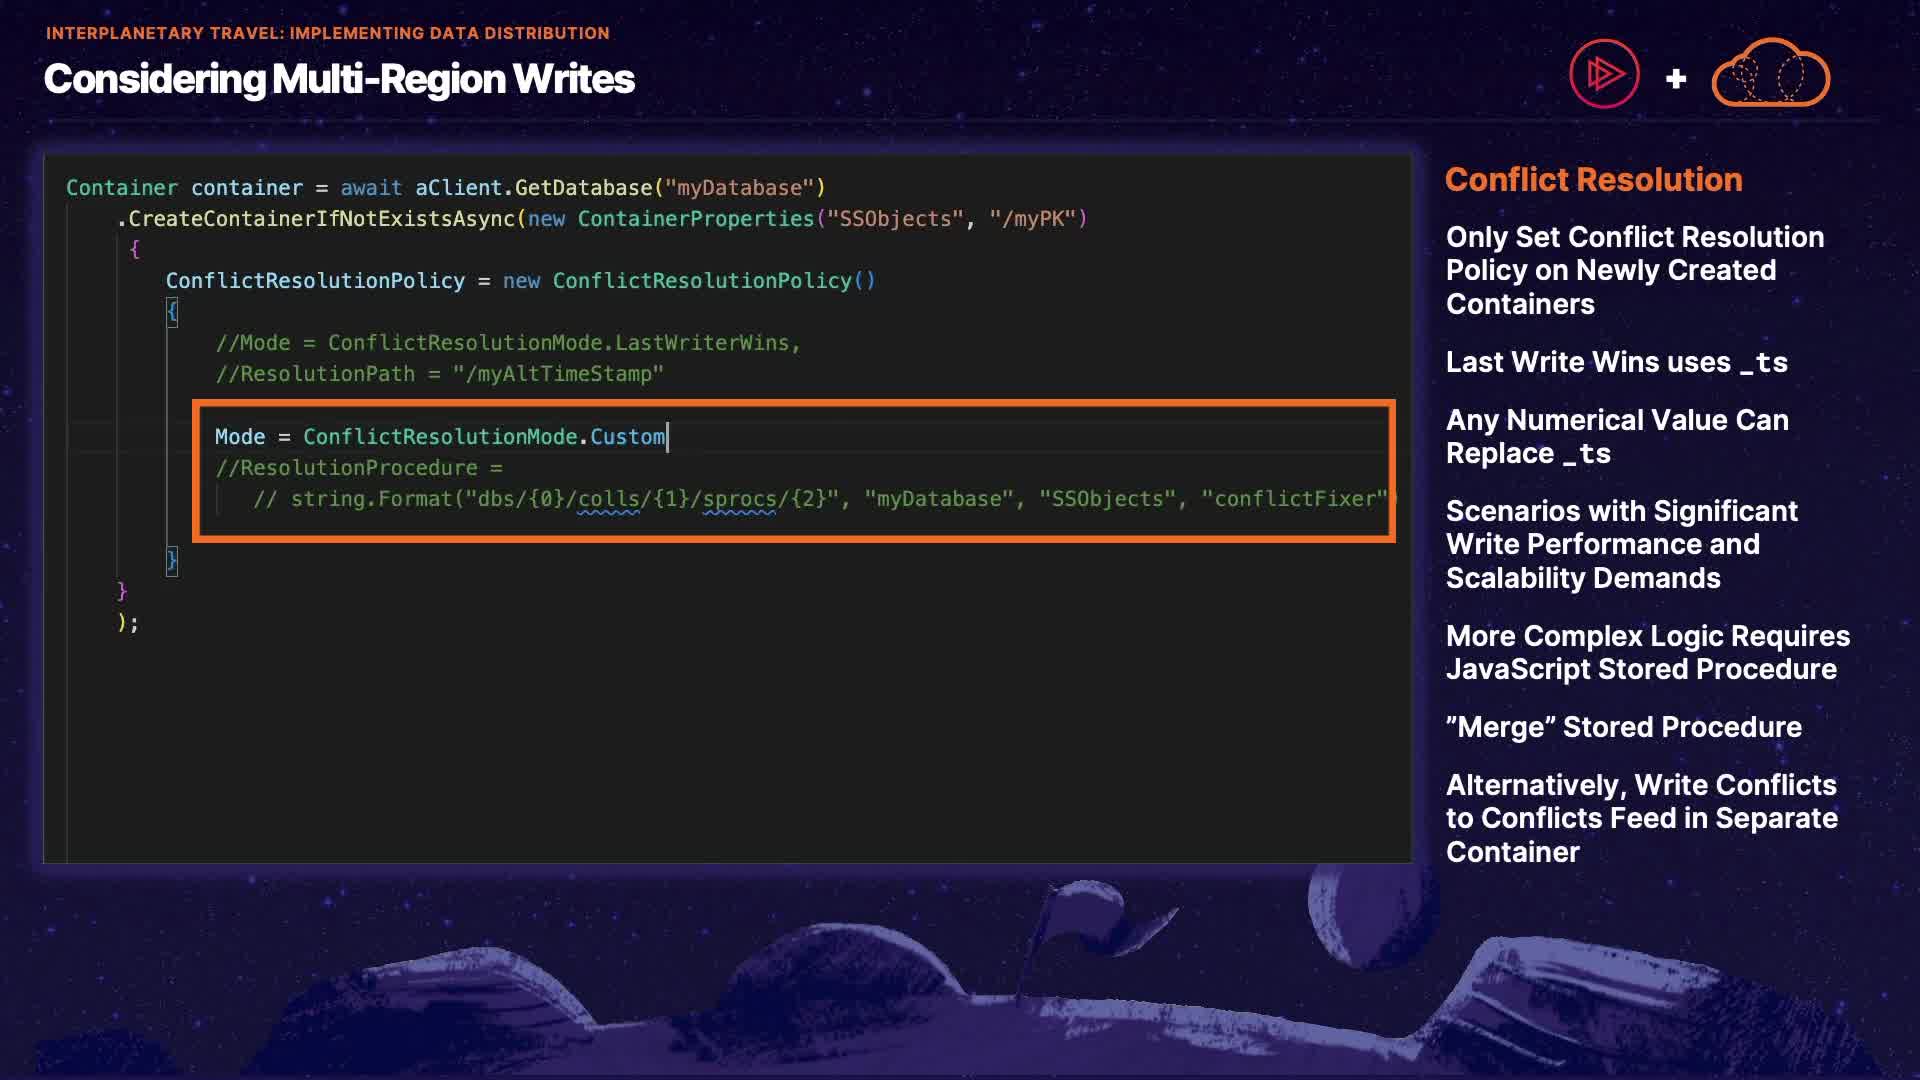 INTERPLANETARY TRAVEL: IMPLEMENTING DATA DISTRIBUTION
Considering Multi-Region Writes
+
Container container = await aClient.GetDatabase("myDatabase")
.CreateContainerIfNotExistsAsync(new ContainerProperties("SSObjects", "/myPK")
{
ConflictResolutionPolicy = new ConflictResolutionPolicy()
{
//Mode = ConflictResolutionMode.LastWriterWins,
//ResolutionPath = "/myAltTimeStamp"
Mode = ConflictResolutionMode.Custom
//ResolutionProcedure =
// string.Format("dbs/{0}/colls/{1}/sprocs/{2}", "myDatabase", "SSObjects", "conflictFixer")
}
}
);
Conflict Resolution
Only Set Conflict Resolution
Policy on Newly Created
Containers
Last Write Wins uses _ts
Any Numerical Value Can
Replace _ts
Scenarios with Significant
Write Performance and
Scalability Demands
More Complex Logic Requires
JavaScript Stored Procedure
”Merge” Stored Procedure
Alternatively, Write Conflicts
to Conflicts Feed in Separate
Container